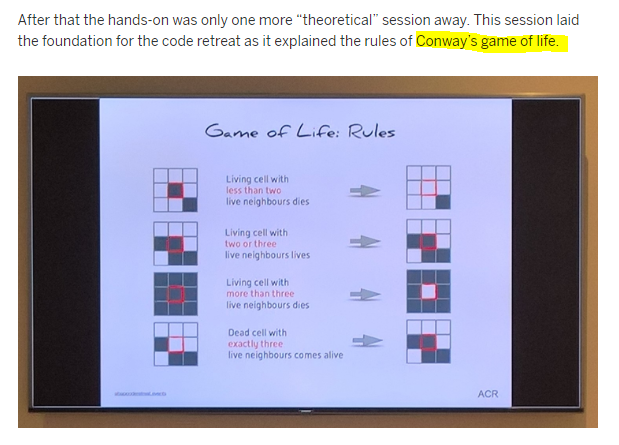 After that the hands-on was only one more “theoretical” session away. This session laid
the foundation for the code retreat as it explained the rules of Conway’s game of life.
Game of Life: Rules
Living cell with
less than two
live neighbours dies
Living cell with
two or three
live neighbours lives
Living cell with
more than three
live neighbours dies
Dead cell with
exactly three
live neighbours comes alive
ACR